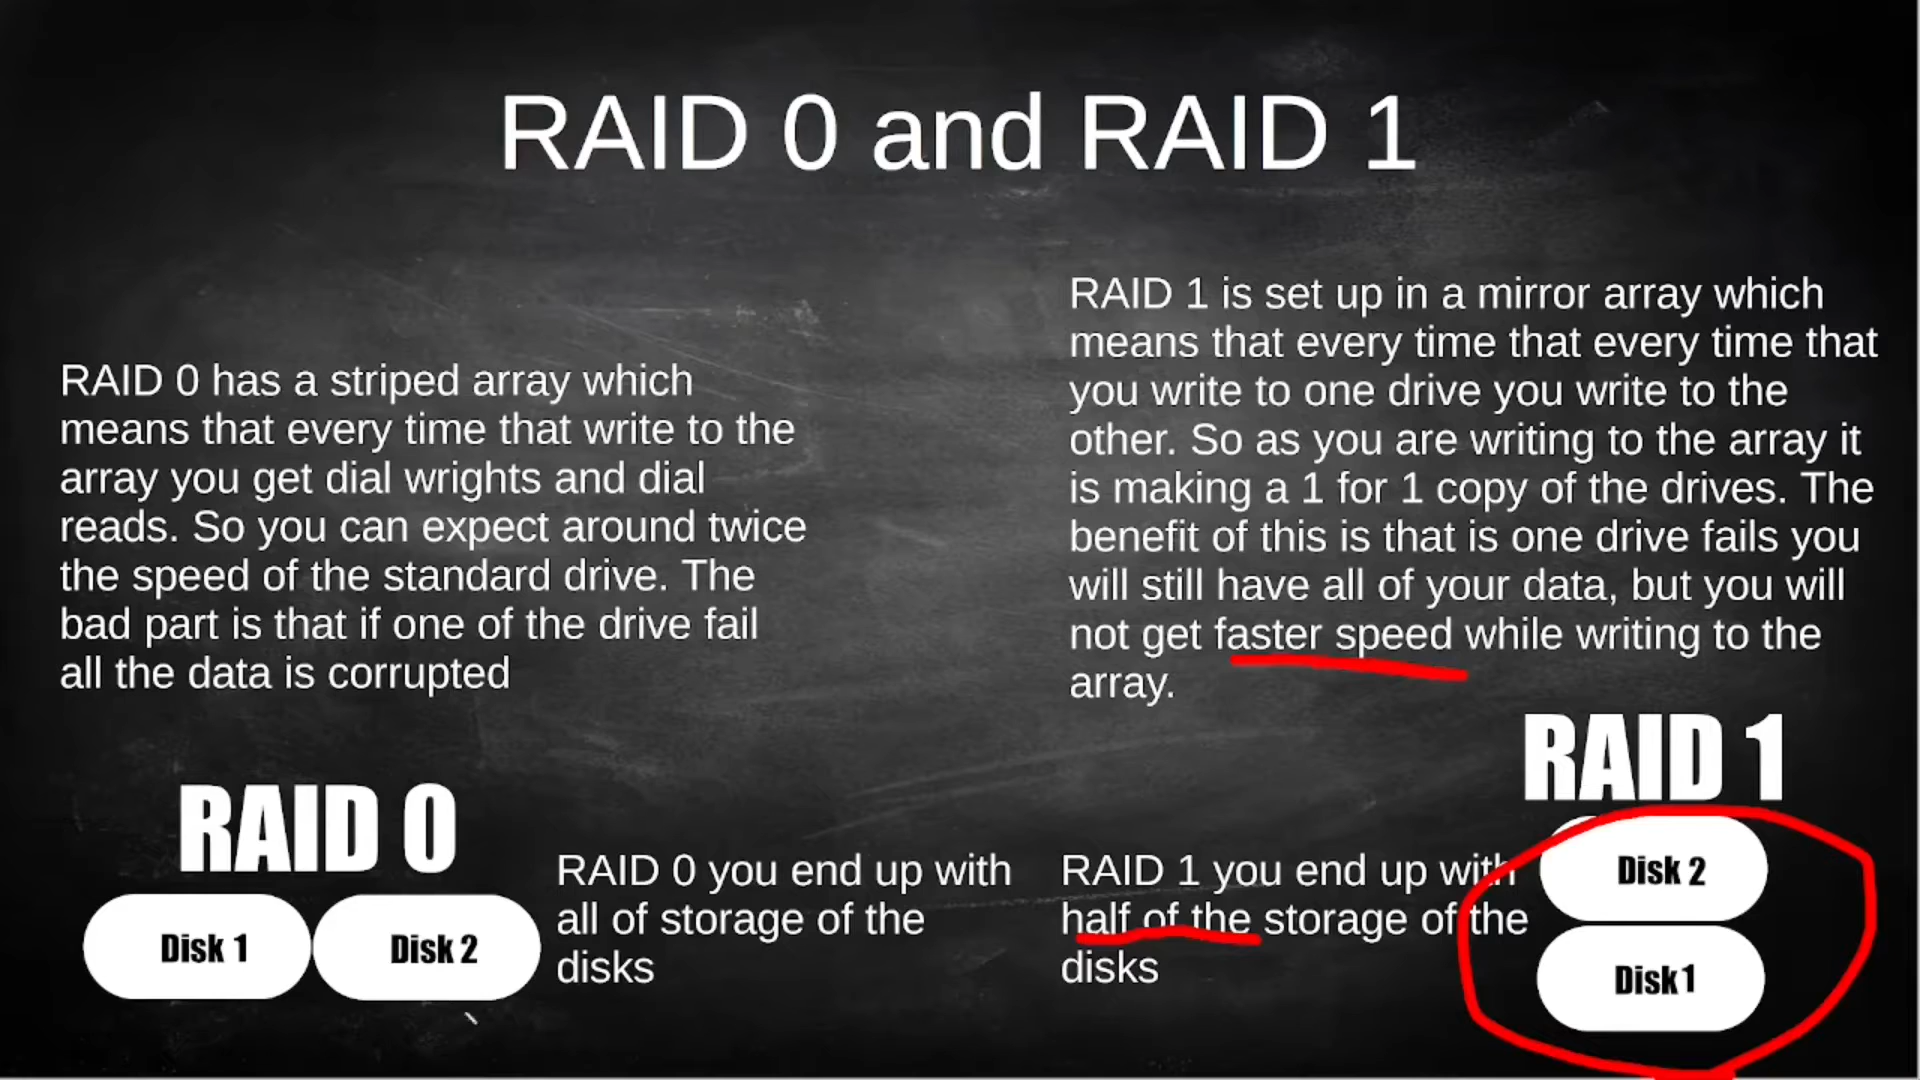 RAID 0 and RAID 1
RAID 0 has a striped array which
means that every time that write to the
array you get dial wrights and dial
reads. So you can expect around twice
the speed of the standard drive. The
bad part is that if one of the drive fail
all the data is corrupted
RAID 1 is set up in a mirror array which
means that every time that every time that
you write to one drive you write to the
other. So as you are writing to the array it
is making a 1 for 1 copy of the drives. The
benefit of this is that is one drive fails you
will still have all of your data, but you will
not get faster speed while writing to the
array.
RAID 0
Disk 1 Disk 2
RAID 0 you end up with
all of storage of the
disks
RAID 1 you end up with
half of the storage of the
disks
RAID 1
Disk 2
Disk 1